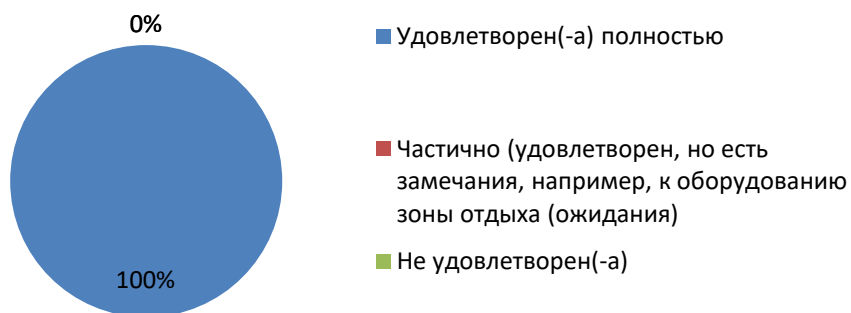 0%
100%
Удовлетворен(-а) полностью
Частично (удовлетворен, но есть
замечания, например, к оборудованию
зоны отдыха (ожидания)
Не удовлетворен(-а)